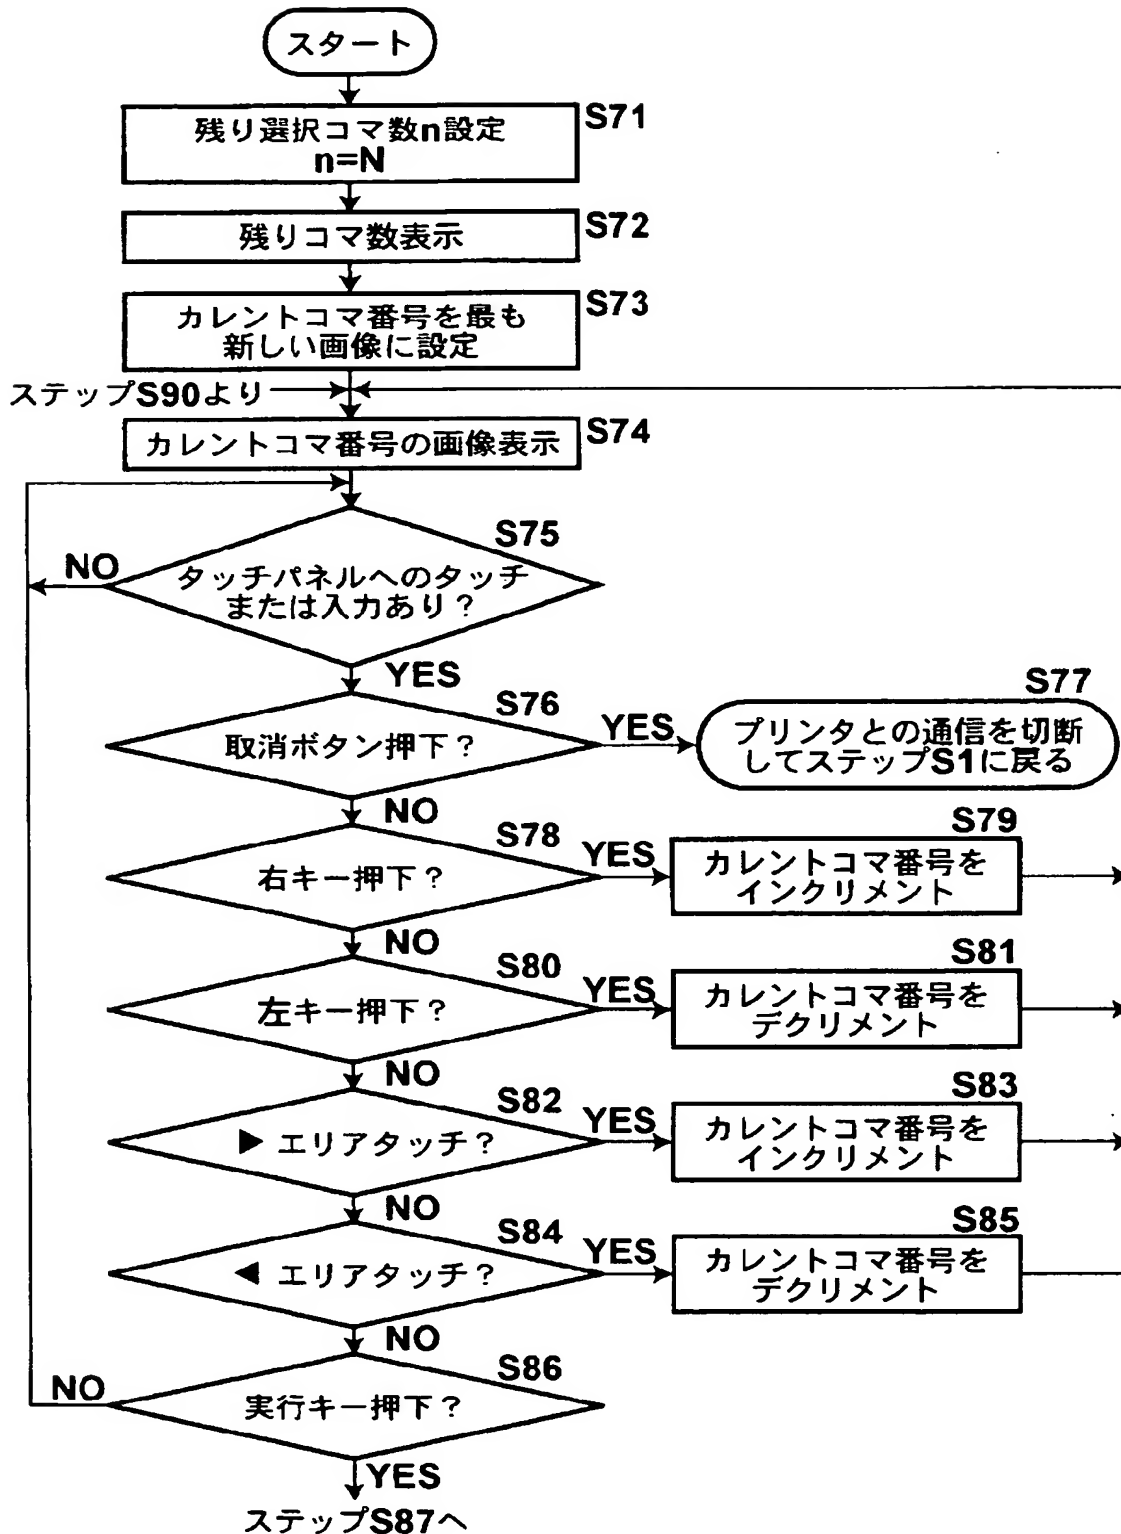 スタート
S71
残り選択コマ数n設定
n=N
S72
残りコマ数表示
S73
カレントコマ番号を最も
新しい画像に設定
ステップS90より
S74
カレントコマ番号の画像表示
S75
NO
タッチパネルへのタッチ
または入力あり？
YES
S76
取消ボタン押下？
YES
S77
プリンタとの通信を切断
してステップS1に戻る
NO
S78
右キー押下？
YES
S79
カレントコマ番号を
インクリメント
NO
S80
左キー押下？
YES
S81
カレントコマ番号を
デクリメント
NO
S82
▶ エリアタッチ？
YES
S83
カレントコマ番号を
インクリメント
NO
S84
◀ エリアタッチ？
YES
S85
カレントコマ番号を
デクリメント
NO
S86
NO
実行キー押下？
YES
ステップS87へ